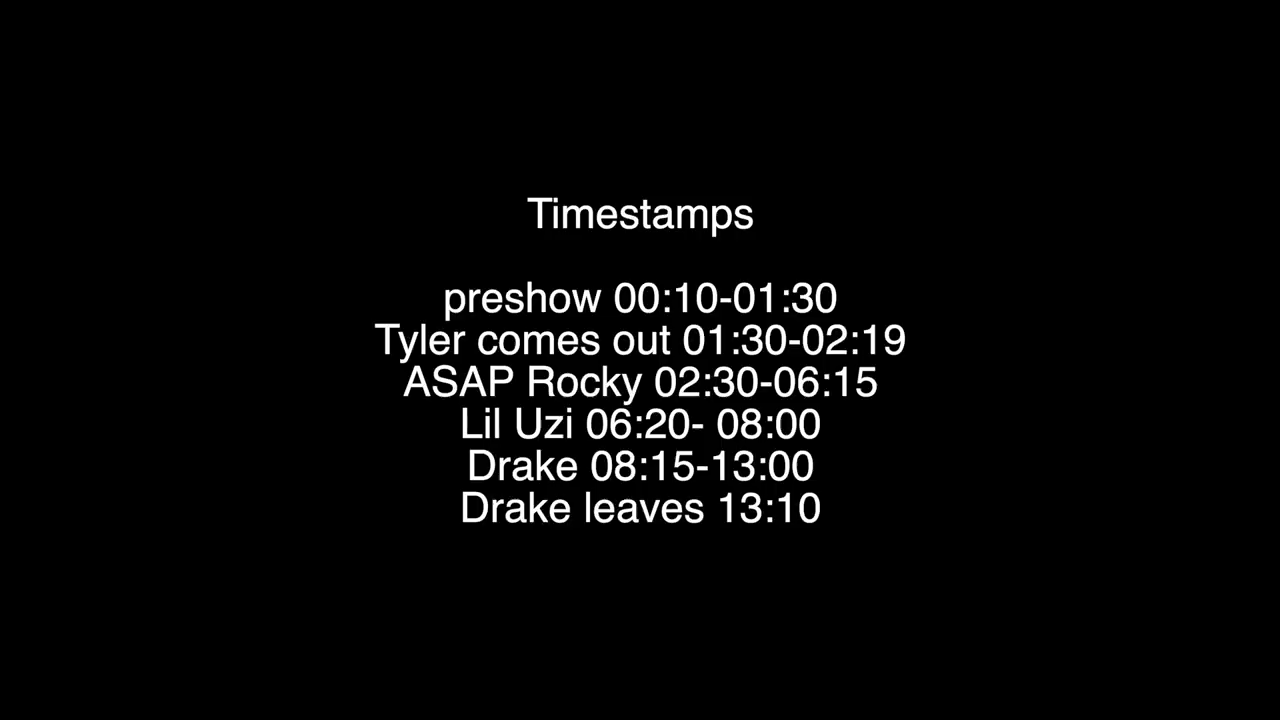 Timestamps
preshow 00:10-01:30
Tyler comes out 01:30-02:19
ASAP Rocky 02:30-06:15
Lil Uzi 06:20- 08:00
Drake 08:15-13:00
Drake leaves 13:10